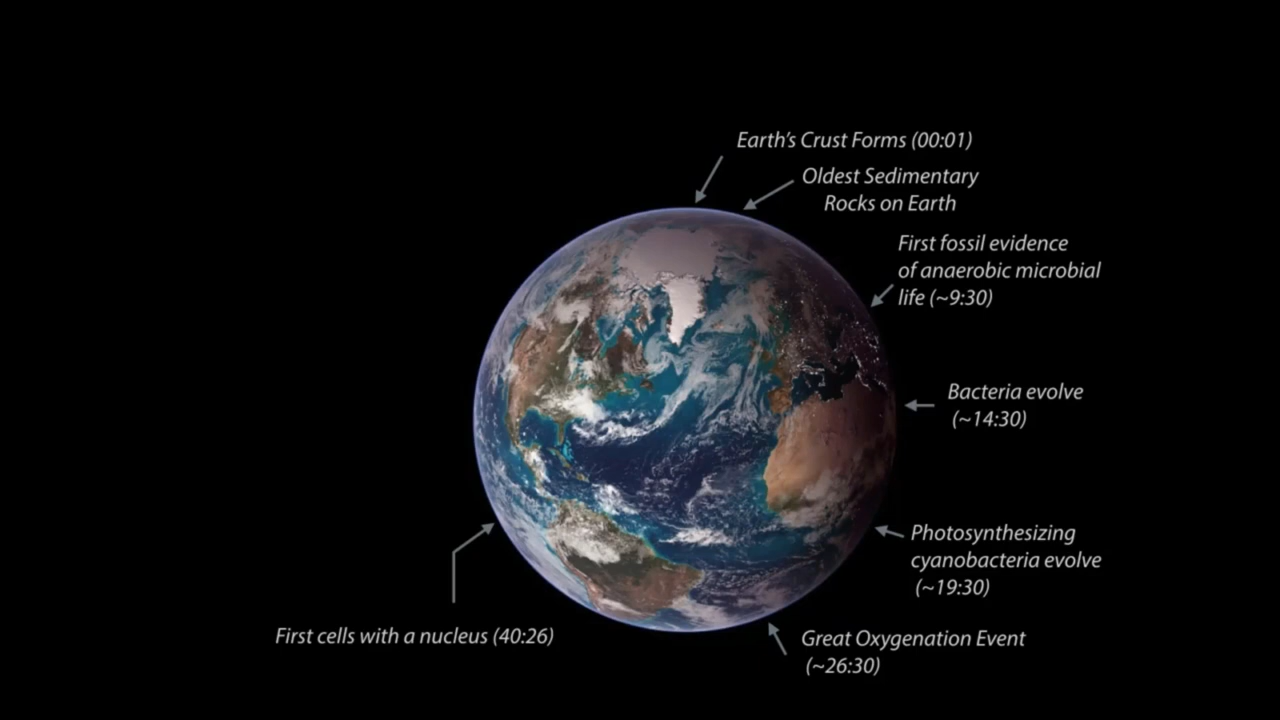 Earth's Crust Forms (00:01)
Oldest Sedimentary
Rocks on Earth
First fossil evidence
of anaerobic microbial
life (~9:30)
Bacteria evolve
(~14:30)
Photosynthesizing
cyanobacteria evolve
(~19:30)
Great Oxygenation Event
(~26:30)
First cells with a nucleus (40:26)